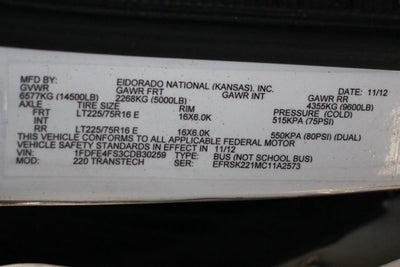 MFD BY: ElDORADO NATIONAL (KANSAS), INC. DATE: 11/12
GVWR GAWR FRT GAWR INT GAWR RR
6577KG (14500LB) 2268KG (5000LB) 4355KG (9600LB)
AXLE TIRE SIZE RIM PRESSURE (COLD)
FRT LT225/75R16 E 16X6.0K 515KPA (75PSI)
INT
RR LT225/75R16 E 16X6.0K 550KPA (80PSI) (DUAL)
THIS VEHICLE CONFORMS TO ALL APPLICABLE FEDERAL MOTOR
VEHICLE SAFETY STANDARDS IN EFFECT IN 11/12
VIN: 1FDFE4FS3CDB30259 TYPE: BUS (NOT SCHOOL BUS)
MOD: 220 TRANSTECH SER: EFRSK221MC11A2573